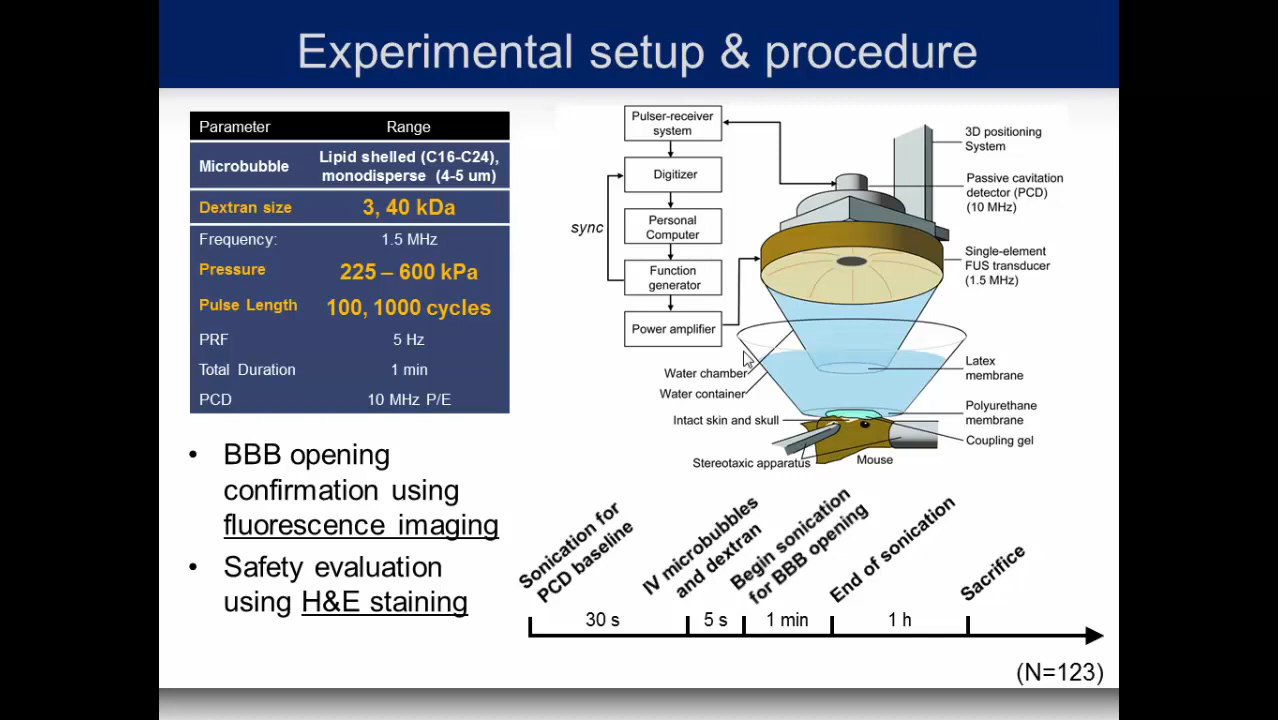 Experimental setup & procedure
Parameter Range
Microbubble Lipid shelled (C16-C24), monodisperse (4-5 um)
Dextran size 3, 40 kDa
Frequency: 1.5 MHz
Pressure 225 – 600 kPa
Pulse Length 100, 1000 cycles
PRF 5 Hz
Total Duration 1 min
PCD 10 MHz P/E
• BBB opening
confirmation using
fluorescence imaging
• Safety evaluation
using H&E staining
Pulser-receiver
system
Digitizer
sync
Personal
Computer
Function
generator
Power amplifier
3D positioning
System
Passive cavitation
detector (PCD)
(10 MHz)
Single-element
FUS transducer
(1.5 MHz)
Water chamber
Water container
Intact skin and skull
Stereotaxic apparatus
Mouse
Latex
membrane
Polyurethane
membrane
Coupling gel
Sonication for
PCD baseline
IV microbubbles
and dextran
Begin sonication
for BBB opening
End of sonication
Sacrifice
30 s 5 s 1 min 1 h
(N=123)